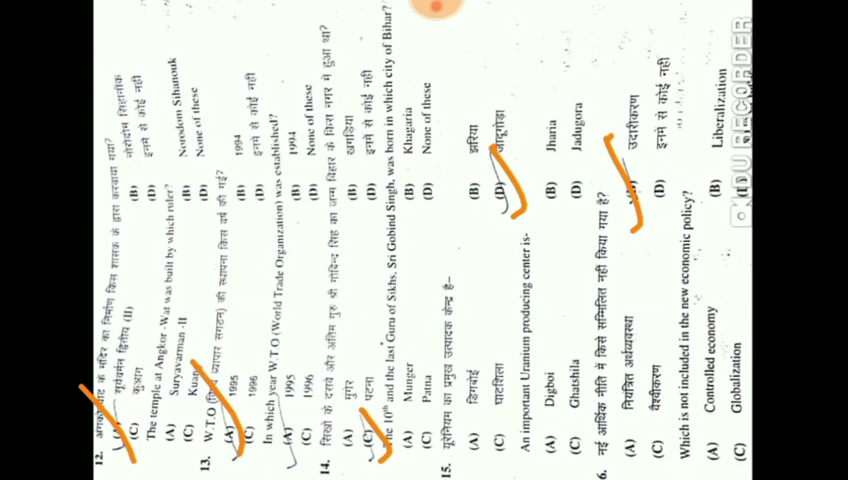 12. अंगकोरवाट के मंदिर का निर्माण किस शासक के द्वारा करवाया गया?
(A) सूर्यवर्मन द्वितीय (II) (B) नोरोदोम सिहानोक
(C) कुआंग (D) इनमें से कोई नहीं
The temple at Angkor -Wat was built by which ruler?
(A) Suryavarman -II (B) Norodom Sihanouk
(C) Kuang (D) None of these
13. W.T.O (विश्व व्यापार संगठन) की स्थापना किस वर्ष की गई?
(A) 1995 (B) 1994
(C) 1996 (D) इनमें से कोई नहीं
In which year W.T.O (World Trade Organization) was established?
(A) 1995 (B) 1994
(C) 1996 (D) None of these
14. सिखों के दसवें और अंतिम गुरु श्री गोविन्द सिंह का जन्म बिहार के किस नगर में हुआ था?
(A) मुंगेर (B) खगड़िया
(C) पटना (D) इनमें से कोई नहीं
The 10th and the last Guru of Sikhs, Sri Gobind Singh, was born in which city of Bihar?
(A) Munger (B) Khagaria
(C) Patna (D) None of these
15. यूरेनियम का प्रमुख उत्पादक केन्द्र है–
(A) डिगबोई (B) झरिया
(C) घाटशिला (D) जादूगोड़ा
An important Uranium producing center is-
(A) Digboi (B) Jharia
(C) Ghatshila (D) Jadugora
6. नई आर्थिक नीति में किसे सम्मिलित नहीं किया गया है?
(A) नियंत्रित अर्थव्यवस्था (B) उदारीकरण
(C) वैश्वीकरण (D) इनमें से कोई नहीं
Which is not included in the new economic policy?
(A) Controlled economy (B) Liberalization
(C) Globalization
DU RECORDER